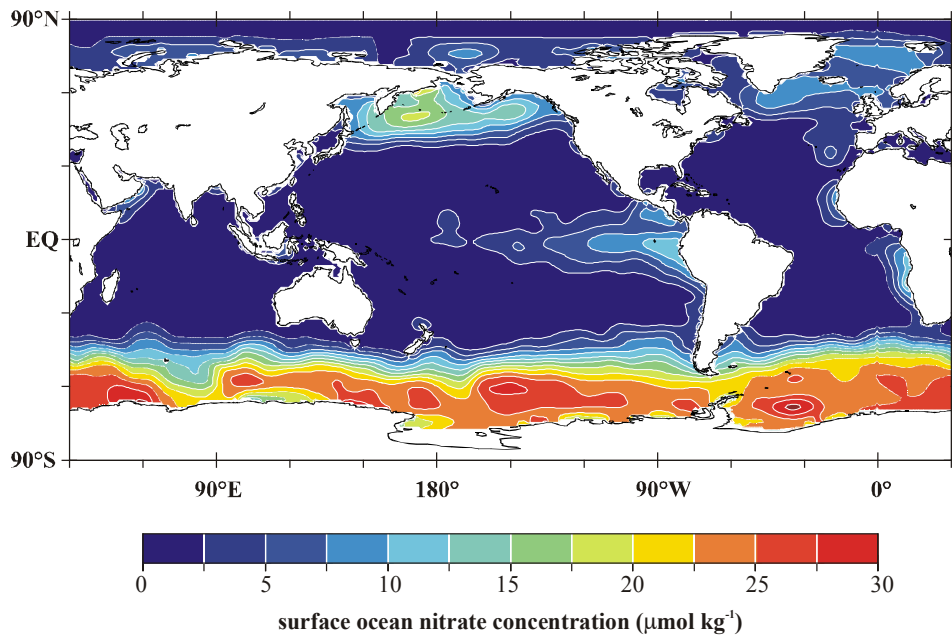 90°N
EQ
90°S
90°E 180° 90°W 0°
0 5 10 15 20 25 30
surface ocean nitrate concentration (μmol kg⁻¹)